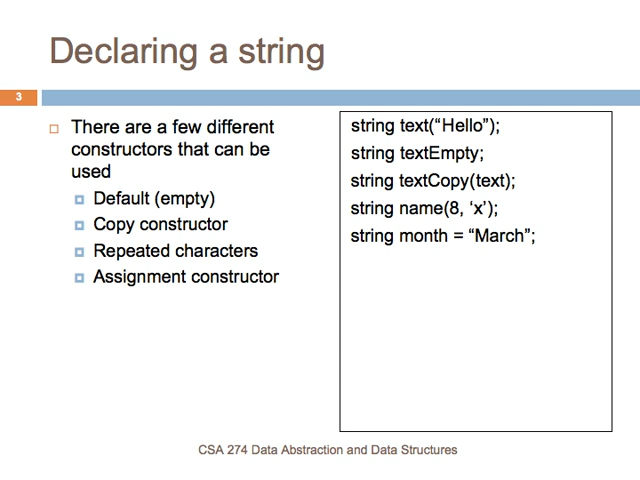 Declaring a string
3
There are a few different
constructors that can be
used
Default (empty)
Copy constructor
Repeated characters
Assignment constructor
string text(“Hello”);
string textEmpty;
string textCopy(text);
string name(8, ‘x’);
string month = “March”;
CSA 274 Data Abstraction and Data Structures